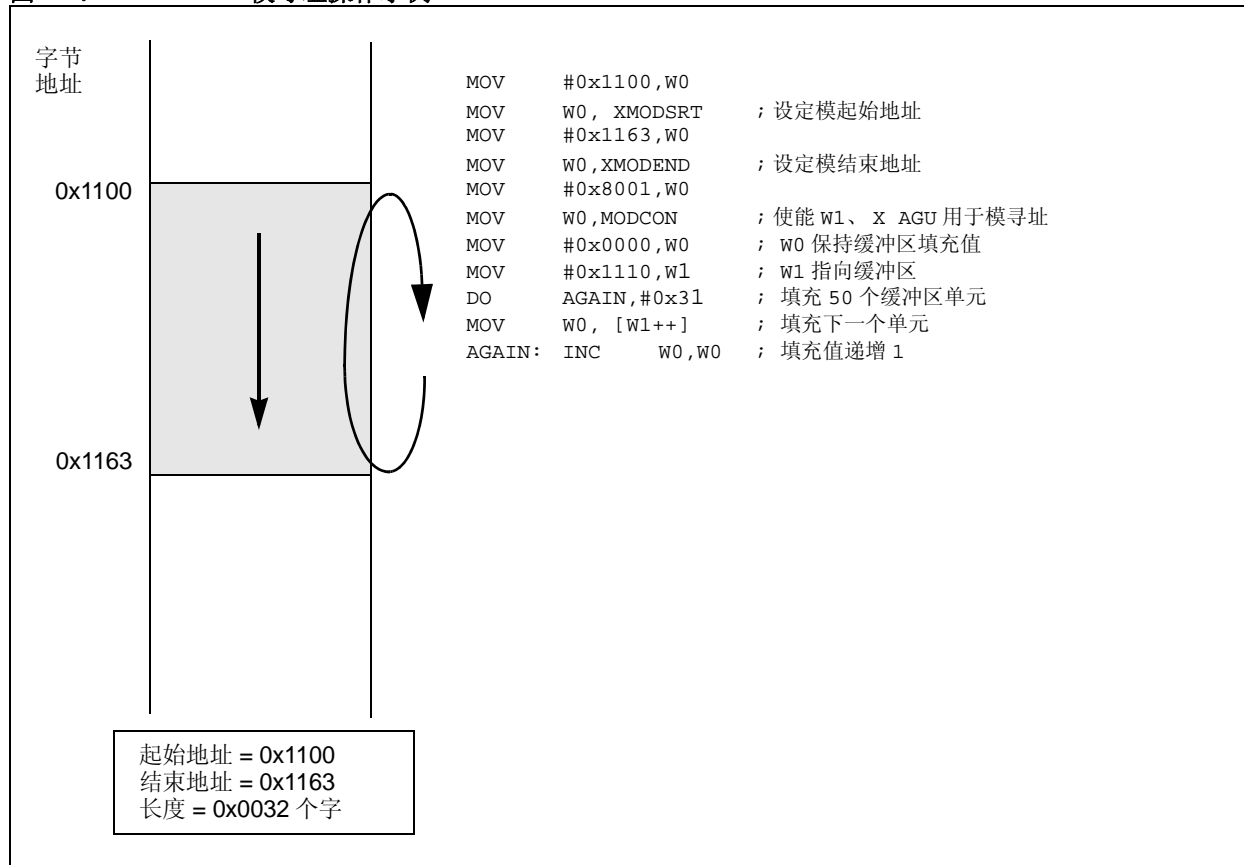 字节
地址
0x1100
0x1163
MOV #0x1100,W0
MOV W0, XMODSRT ; 设定模起始地址
MOV #0x1163,W0
MOV W0,XMODEND ; 设定模结束地址
MOV #0x8001,W0
MOV W0,MODCON ; 使能 W1、 X AGU 用于模寻址
MOV #0x0000,W0 ; W0 保持缓冲区填充值
MOV #0x1110,W1 ; W1 指向缓冲区
DO AGAIN,#0x31 ; 填充 50 个缓冲区单元
MOV W0, [W1++] ; 填充下一个单元
AGAIN: INC W0,W0 ; 填充值递增 1
起始地址 = 0x1100
结束地址 = 0x1163
长度 = 0x0032 个字